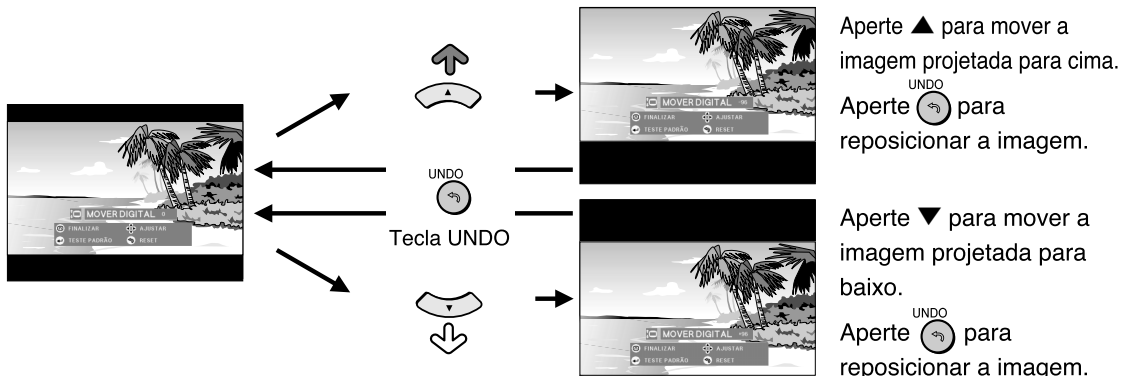 MOVER DIGITAL 0
FINALIZAR AJUSTAR
TESTE PADRÃO RESET
UNDO
Tecla UNDO
MOVER DIGITAL
FINALIZAR AJUSTAR
TESTE PADRÃO RESET
Aperte ▲ para mover a
imagem projetada para cima.
UNDO
Aperte para
reposicionar a imagem.
MOVER DIGITAL
FINALIZAR AJUSTAR
TESTE PADRÃO RESET
Aperte ▼ para mover a
imagem projetada para
baixo.
UNDO
Aperte para
reposicionar a imagem.